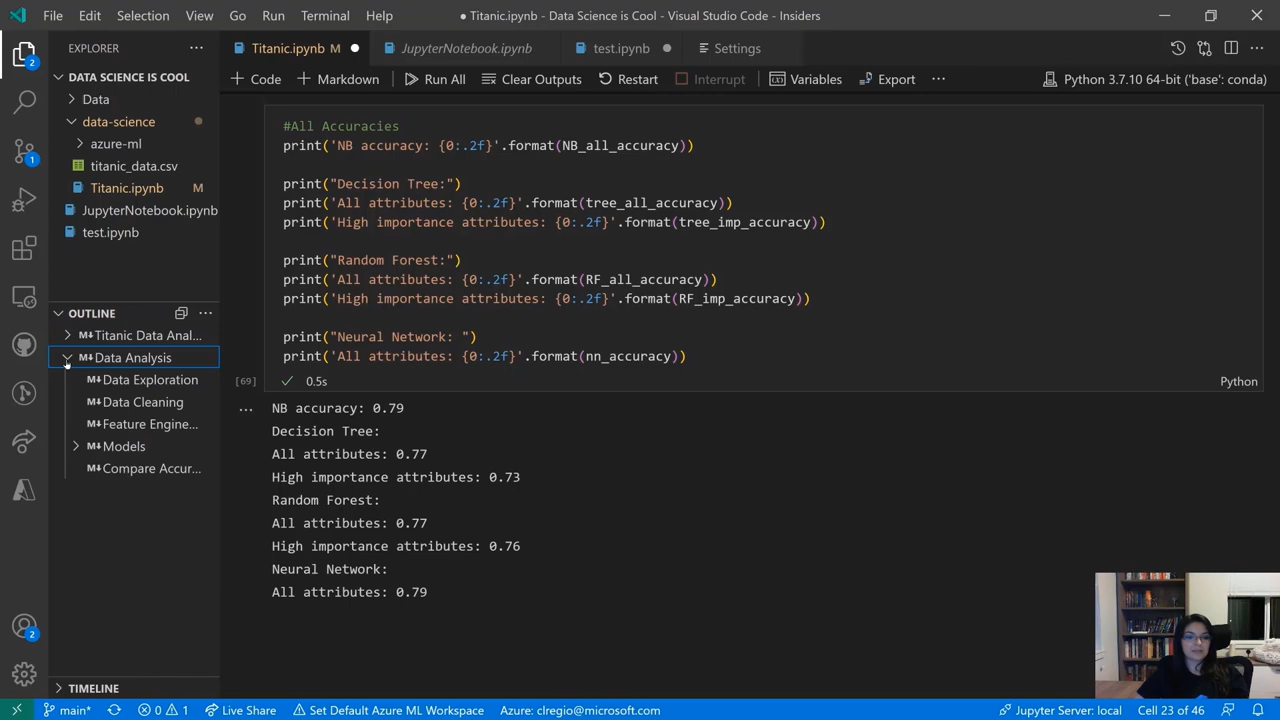 File Edit Selection View Go Run Terminal Help
● Titanic.ipynb - Data Science is Cool - Visual Studio Code - Insiders
EXPLORER
Titanic.ipynb M
JupyterNotebook.ipynb
test.ipynb
Settings
Code
Markdown
Run All
Clear Outputs
Restart
Interrupt
Variables
Export
Python 3.7.10 64-bit ('base': conda)
2
1
DATA SCIENCE IS COOL
Data
data-science
azure-ml
titanic_data.csv
Titanic.ipynb M
JupyterNotebook.ipynb
test.ipynb
OUTLINE
Titanic Data Anal...
Data Analysis
Data Exploration
Data Cleaning
Feature Engine...
Models
Compare Accur...
TIMELINE
2
#All Accuracies
print('NB accuracy: {0:.2f}'.format(NB_all_accuracy))
print("Decision Tree:")
print('All attributes: {0:.2f}'.format(tree_all_accuracy))
print('High importance attributes: {0:.2f}'.format(tree_imp_accuracy))
print("Random Forest:")
print('All attributes: {0:.2f}'.format(RF_all_accuracy))
print('High importance attributes: {0:.2f}'.format(RF_imp_accuracy))
print("Neural Network: ")
print('All attributes: {0:.2f}'.format(nn_accuracy))
[69] 0.5s Python
NB accuracy: 0.79
Decision Tree:
All attributes: 0.77
High importance attributes: 0.73
Random Forest:
All attributes: 0.77
High importance attributes: 0.76
Neural Network:
All attributes: 0.79
main* 0 1 Live Share Set Default Azure ML Workspace Azure: clregio@microsoft.com Jupyter Server: local Cell 23 of 46